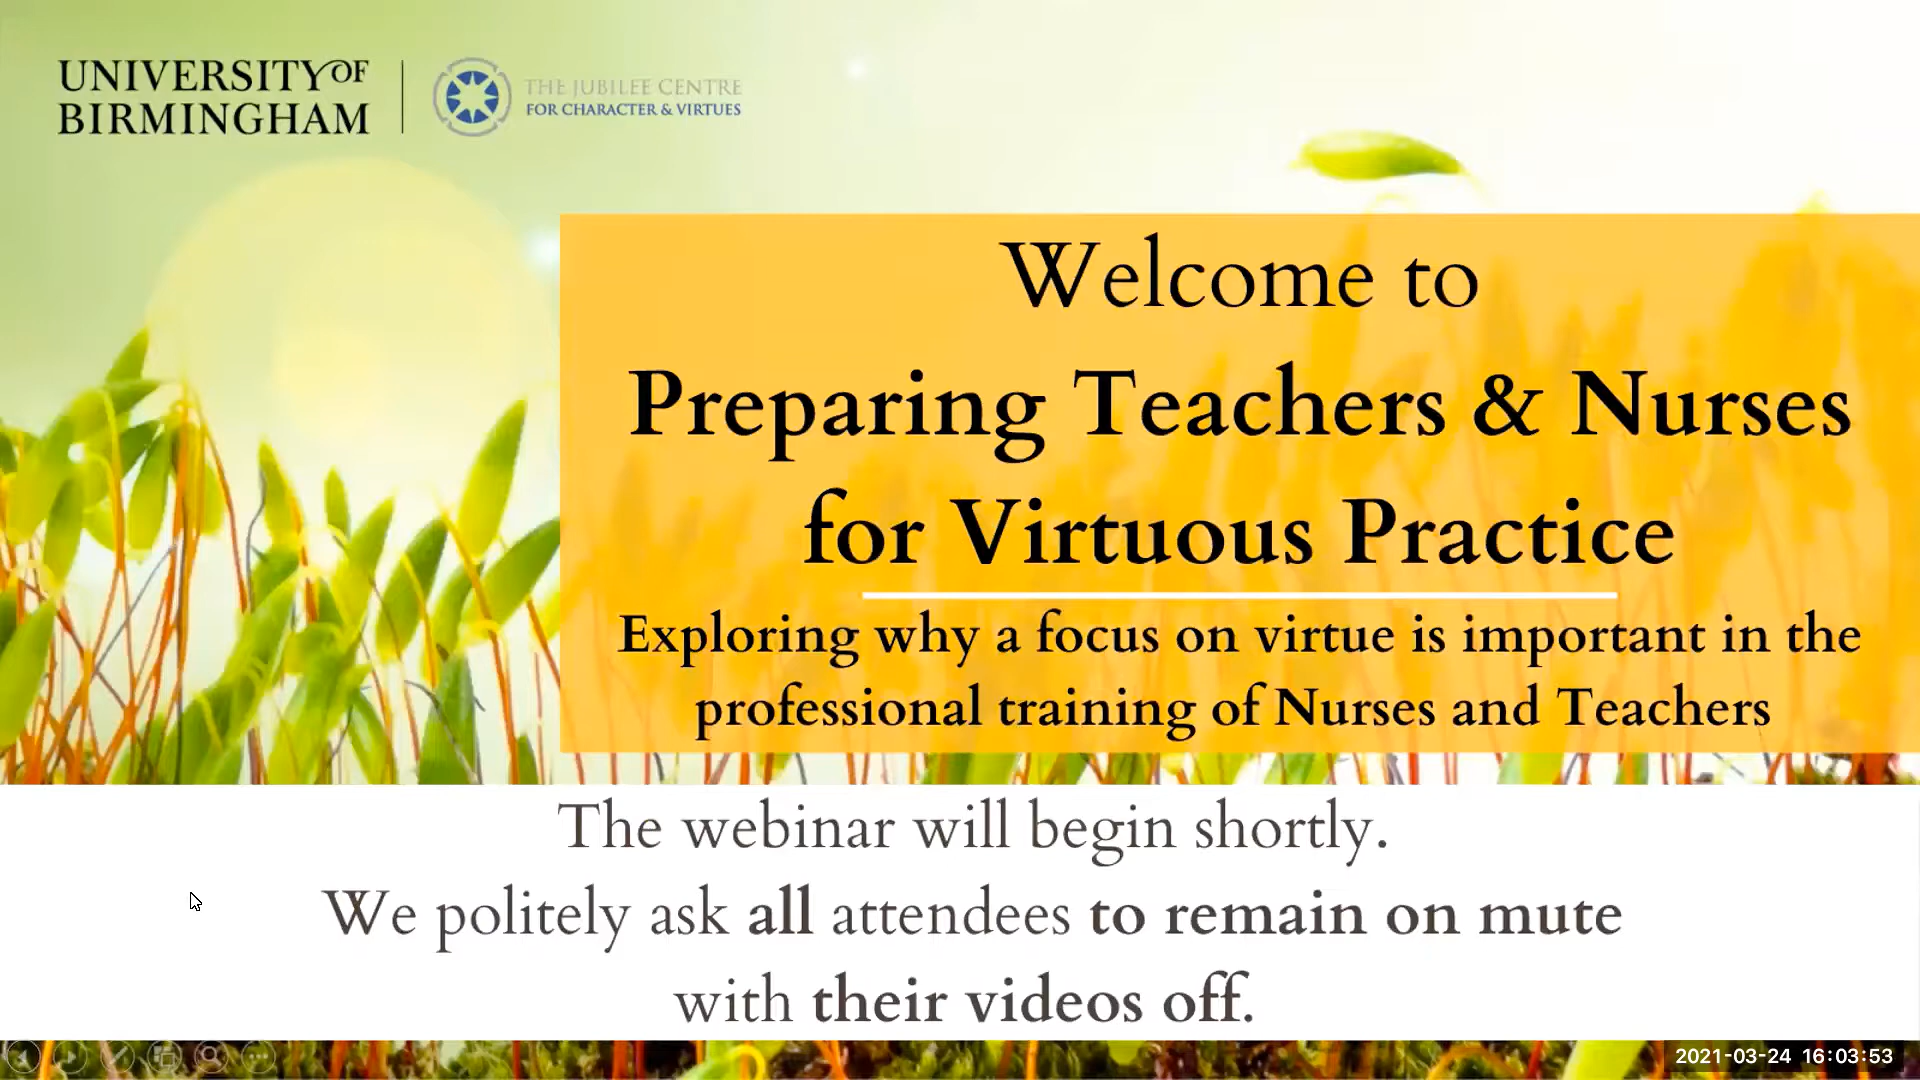 UNIVERSITY OF
BIRMINGHAM
THE JUBILEE CENTRE
FOR CHARACTER & VIRTUES
Welcome to
Preparing Teachers & Nurses
for Virtuous Practice
Exploring why a focus on virtue is important in the
professional training of Nurses and Teachers
The webinar will begin shortly.
We politely ask all attendees to remain on mute
with their videos off.
2021-03-24 16:03:53